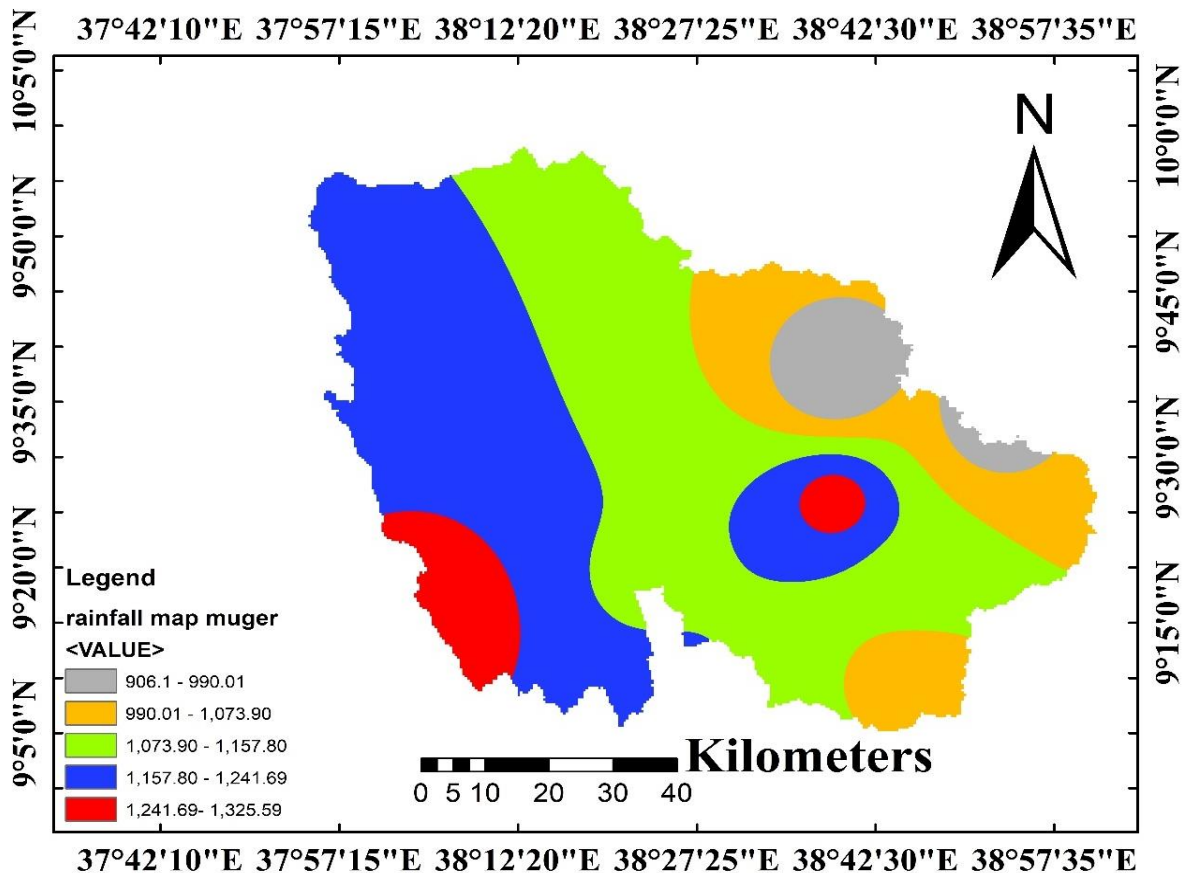 37°42'10"E 37°57'15"E 38°12'20"E 38°27'25"E 38°42'30"E 38°57'35"E
10°5'0"N
9°50'0"N
9°35'0"N
9°20'0"N
9°5'0"N
N
10°0'0"N
9°45'0"N
9°30'0"N
9°15'0"N
Legend
rainfall map muger
<VALUE>
906.1 - 990.01
990.01 - 1,073.90
1,073.90 - 1,157.80
1,157.80 - 1,241.69
1,241.69- 1,325.59
Kilometers
0 5 10 20 30 40
37°42'10"E 37°57'15"E 38°12'20"E 38°27'25"E 38°42'30"E 38°57'35"E